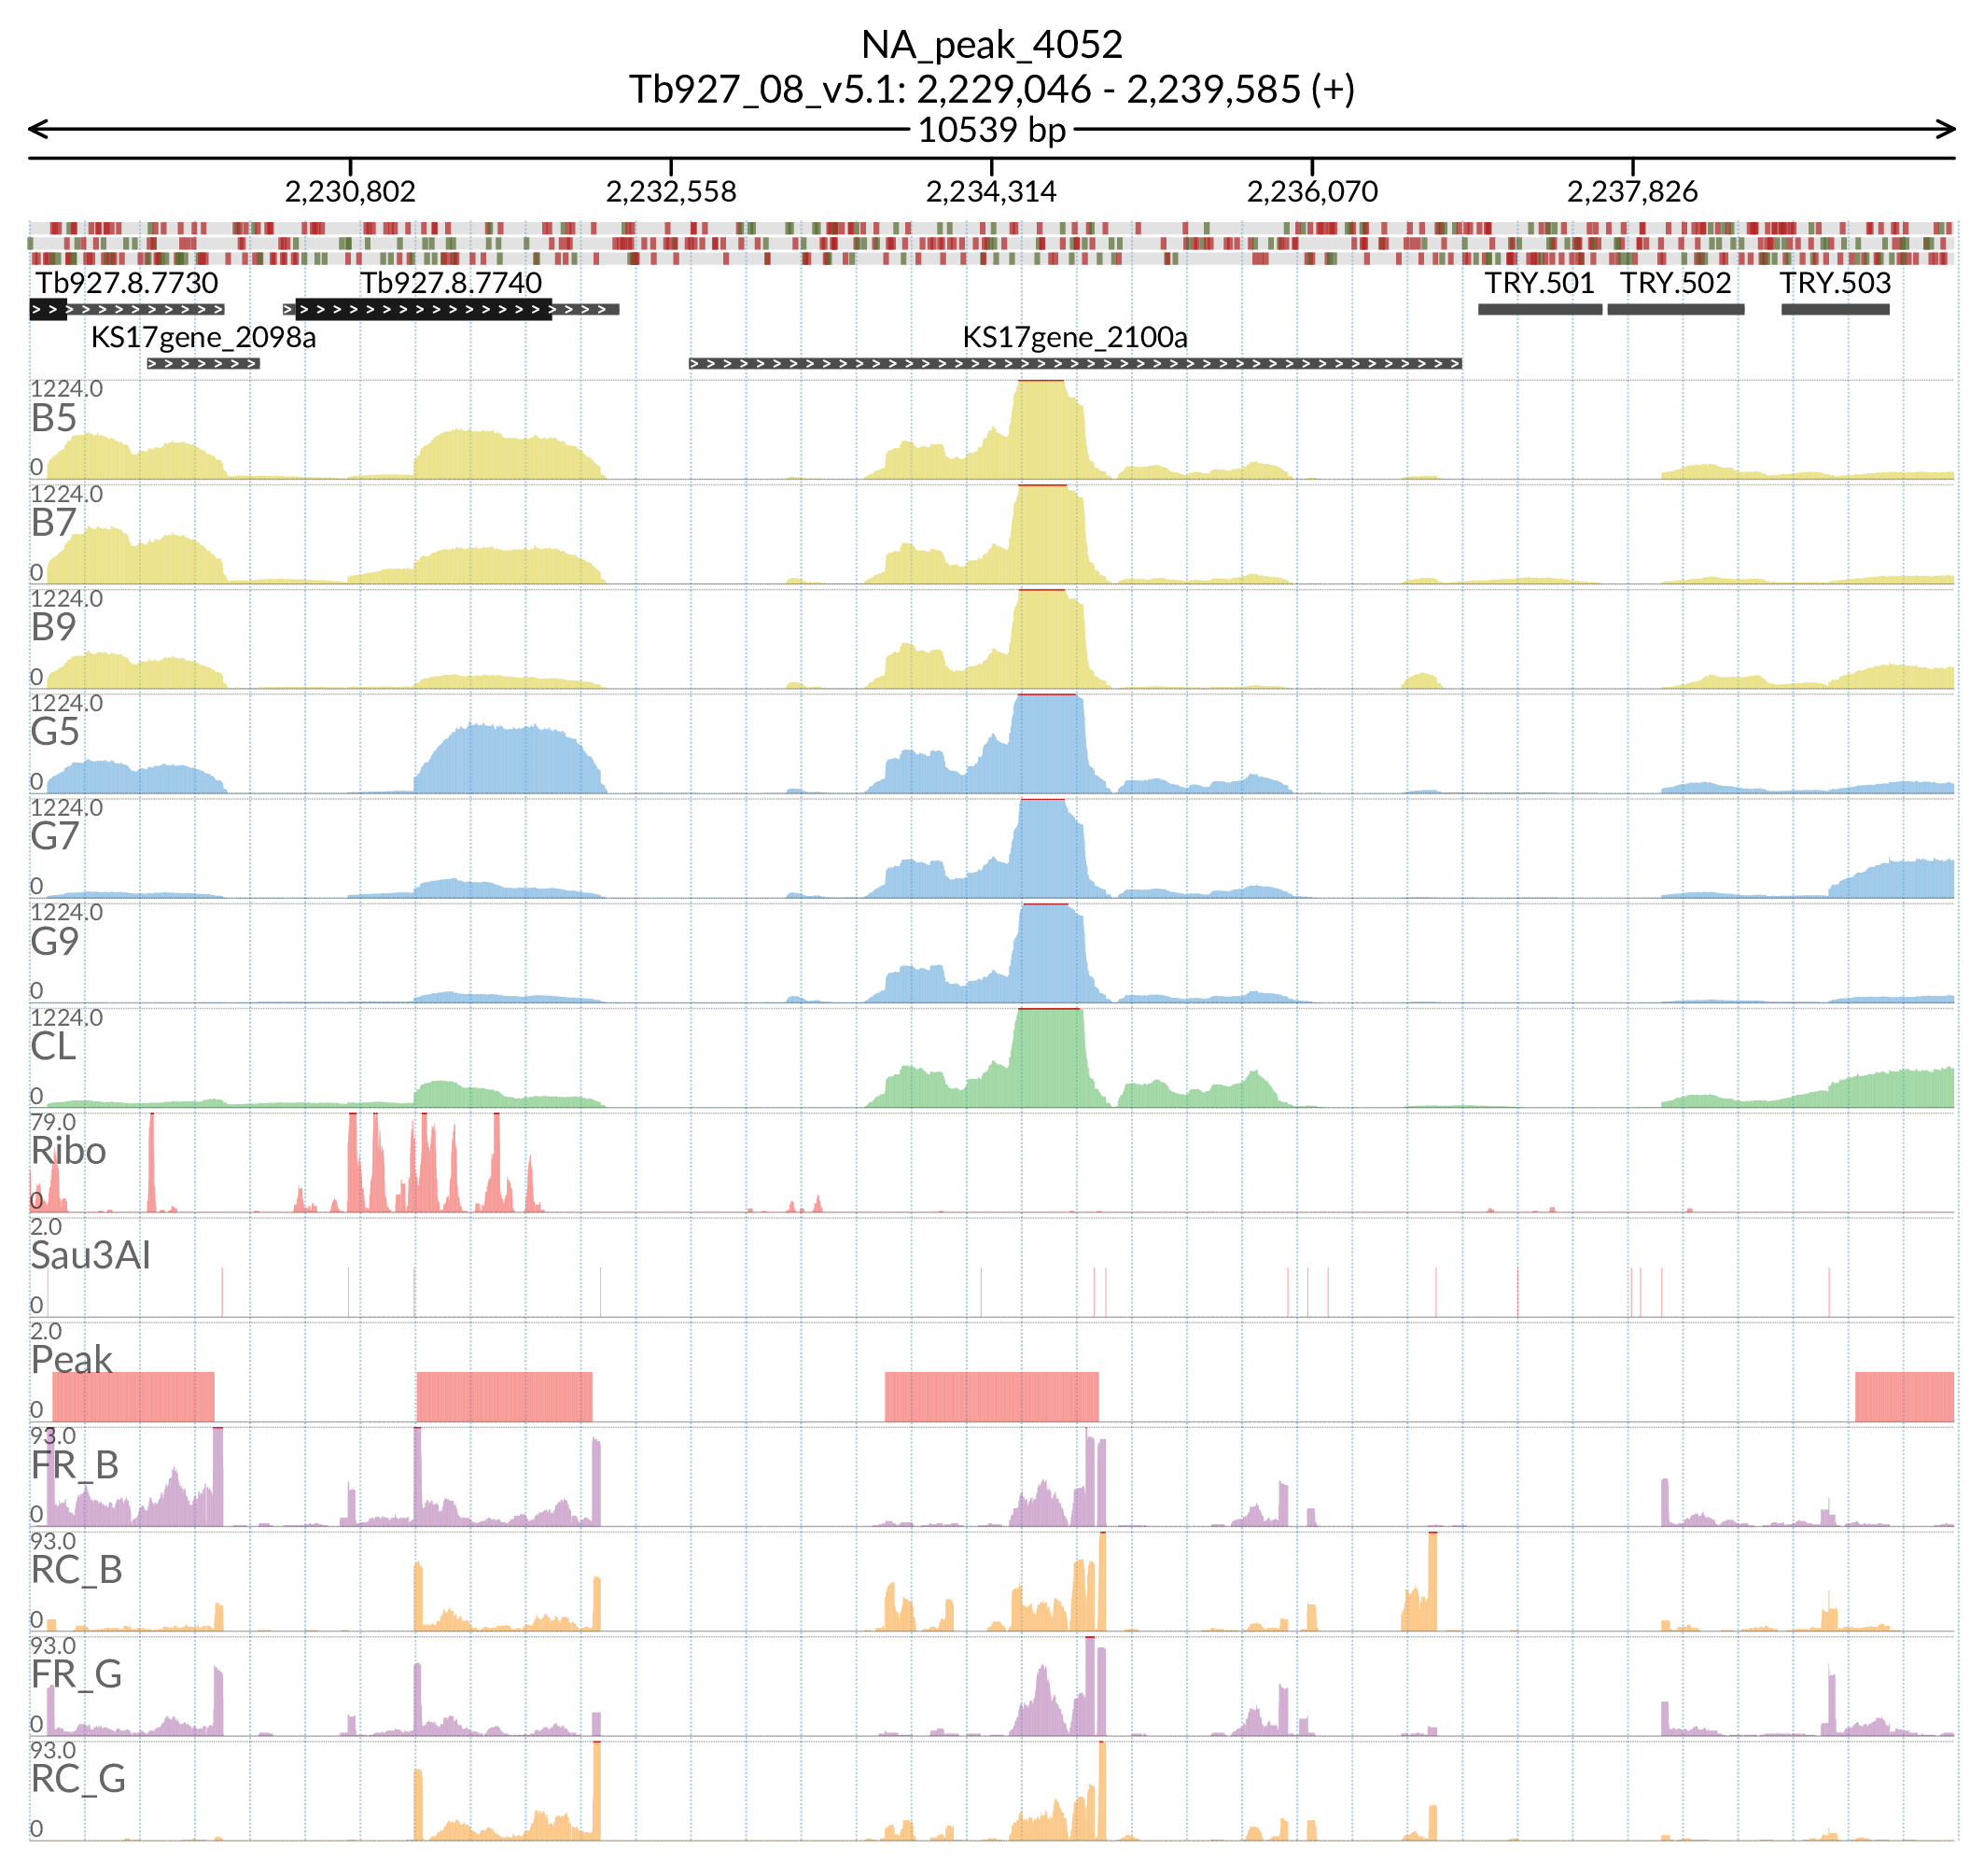 NA_peak_4052
Tb927_08_v5.1: 2,229,046 - 2,239,585 (+)
10539 bp
2,230,802 2,232,558 2,234,314 2,236,070 2,237,826
Tb927.8.7730 Tb927.8.7740 TRY.501 TRY.502 TRY.503
KS17gene_2098a KS17gene_2100a
1224.0
B5
0
1224.0
B7
0
1224.0
B9
0
1224.0
G5
0
1224.0
G7
0
1224.0
G9
0
1224.0
CL
0
79.0
Ribo
0
2.0
Sau3AI
0
2.0
Peak
0
93.0
FR_B
0
93.0
RC_B
0
93.0
FR_G
0
93.0
RC_G
0